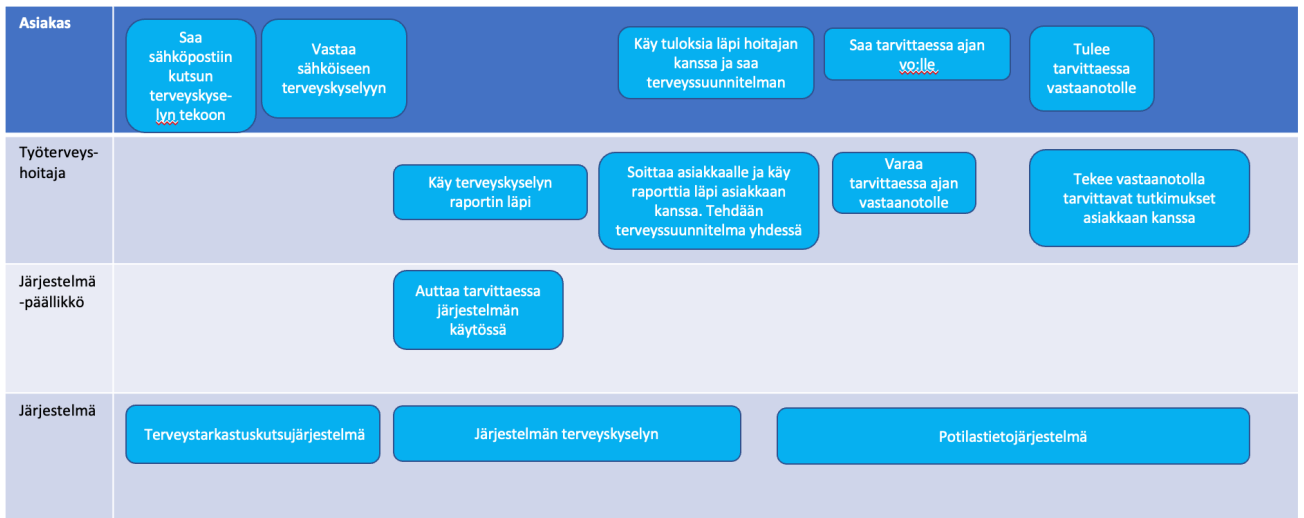 Asiakas
Saa
sähköpostiin
kutsun
terveyskyse-
lyn tekoon
Vastaa
sähköiseen
terveyskyselyyn
Käy tuloksia läpi hoitajan
kanssa ja saa
terveyssuunnitelman
Saa tarvittaessa ajan
vo:lle
Tulee
tarvittaessa
vastaanotolle
Työterveys-
hoitaja
Käy terveyskyselyn
raportin läpi
Soittaa asiakkaalle ja käy
raporttia läpi asiakkaan
kanssa. Tehdään
terveyssuunnitelma yhdessä
Varaa
tarvittaessa ajan
vastaanotolle
Tekee vastaanotolla
tarvittavat tutkimukset
asiakkaan kanssa
Järjestelmä
-päällikkö
Auttaa tarvittaessa
järjestelmän
käytössä
Järjestelmä
Terveystarkastuskutsujärjestelmä
Järjestelmän terveyskyselyn
Potilastietojärjestelmä